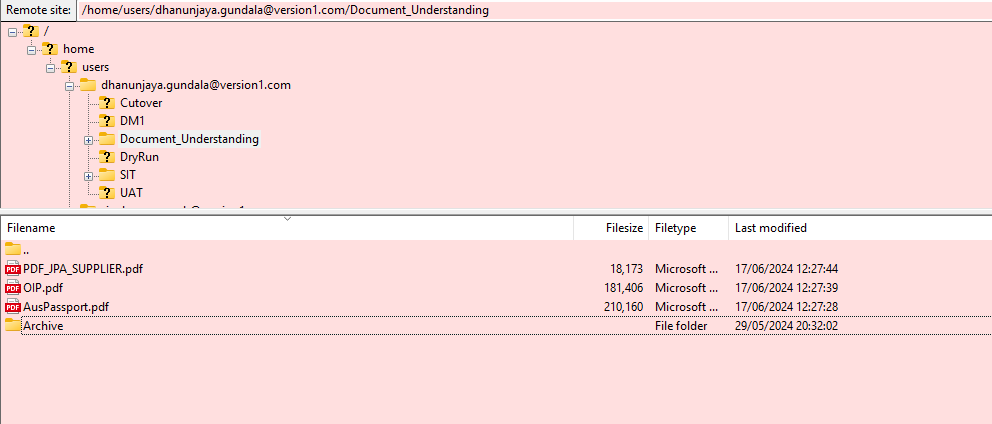 Remote site: /home/users/dhanunjaya.gundala@version1.com/Document_Understanding
/
home
users
dhanunjaya.gundala@version1.com
Cutover
DM1
Document_Understanding
DryRun
SIT
UAT
Filename Filesize Filetype Last modified
..
PDF_JPA_SUPPLIER.pdf 18,173 Microsoft ... 17/06/2024 12:27:44
OIP.pdf 181,406 Microsoft ... 17/06/2024 12:27:39
AusPassport.pdf 210,160 Microsoft ... 17/06/2024 12:27:28
Archive File folder 29/05/2024 20:32:02